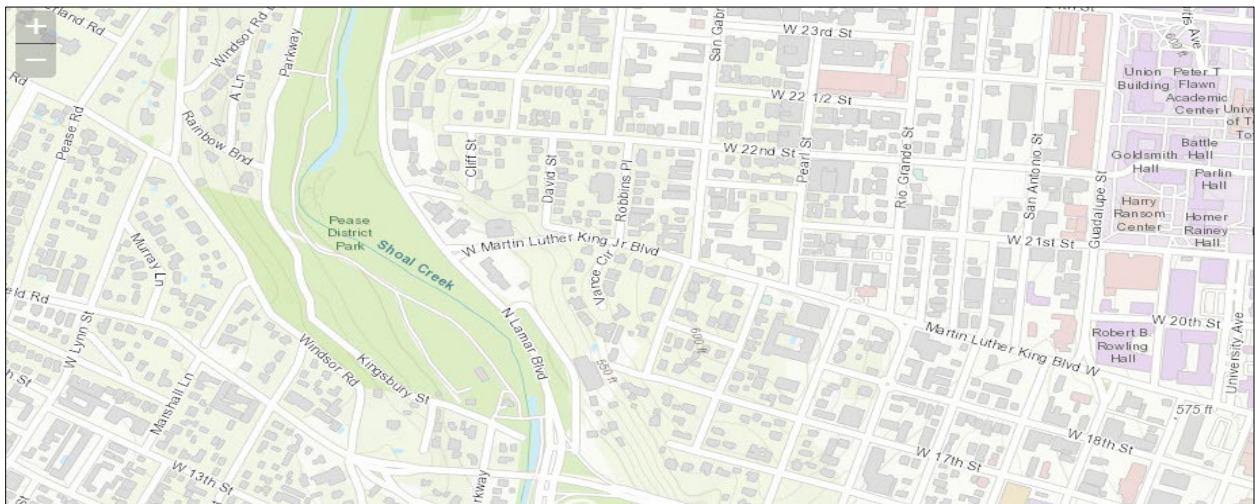 +
−
Windsor Rd
Parkway
Rd
Pease Rd
A Ln
Rainbow Bnd
Murray Ln
W Lynn St
Marshall Ln
Windsor Rd
Kingsbury St
W 13th St
Pease
District
Park
Shoal Creek
N Lamar Blvd
Cliff St
David St
Robbins Pl
W Martin Luther King Jr Blvd
Vance Cir
550 ft
600 ft
W 23rd St
W 22 1/2 St
W 22nd St
Pearl St
Rio Grande St
San Antonio St
Guadalupe St
W 21st St
W 20th St
Martin Luther King Blvd W
University Ave
575 ft
W 18th St
W 17th St
600 ft
Union
Building
Peter T
Flawn
Academic
Center
Battle
Hall
Goldsmith
Hall
Parlin
Hall
Harry
Ransom
Center
Homer
Rainey
Hall
Robert B.
Rowling
Hall